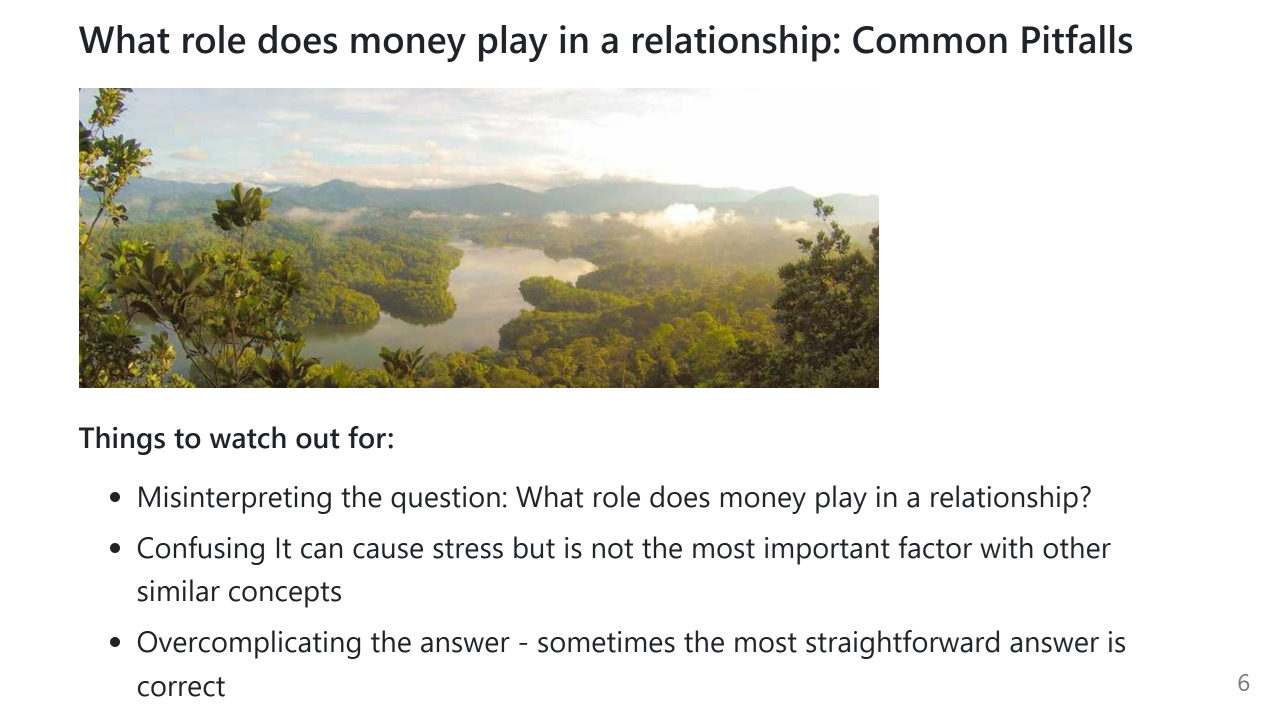 What role does money play in a relationship: Common Pitfalls
Things to watch out for:
Misinterpreting the question: What role does money play in a relationship?
Confusing It can cause stress but is not the most important factor with other
similar concepts
Overcomplicating the answer - sometimes the most straightforward answer is
correct
6